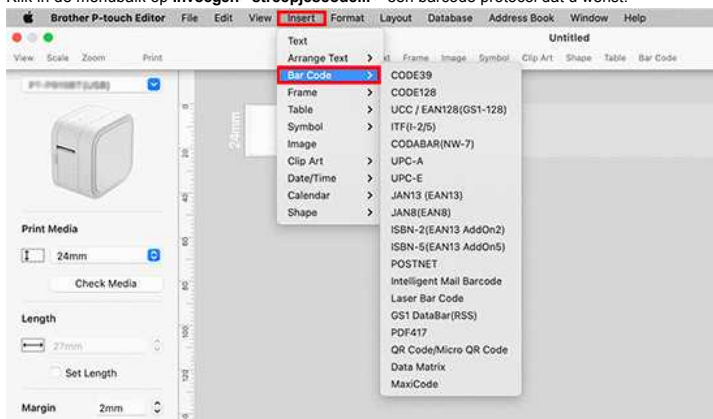 Klik in de menubalk op Invoegen - streepjescode... - een barcode protocol dat u wenst.
Brother P-touch Editor File Edit View Insert Format Layout Database Address Book Window Help
Untitled
View Scale Zoom Print Frame Image Symbol Clip Art Shape Table Bar Code
Text
Arrange Text
Bar Code
Frame
Table
Symbol
Image
Clip Art
Date/Time
Calendar
Shape
CODE39
CODE128
UCC / EAN128(GS1-128)
ITF(I-2/5)
CODABAR(NW-7)
UPC-A
UPC-E
JAN13 (EAN13)
JAN8(EAN8)
ISBN-2(EAN13 AddOn2)
ISBN-5(EAN13 AddOn5)
POSTNET
Intelligent Mail Barcode
Laser Bar Code
GS1 DataBar(RSS)
PDF417
QR Code/Micro QR Code
Data Matrix
MaxiCode
24mm
Print Media
24mm
Check Media
Length
27mm
Set Length
Margin 2mm